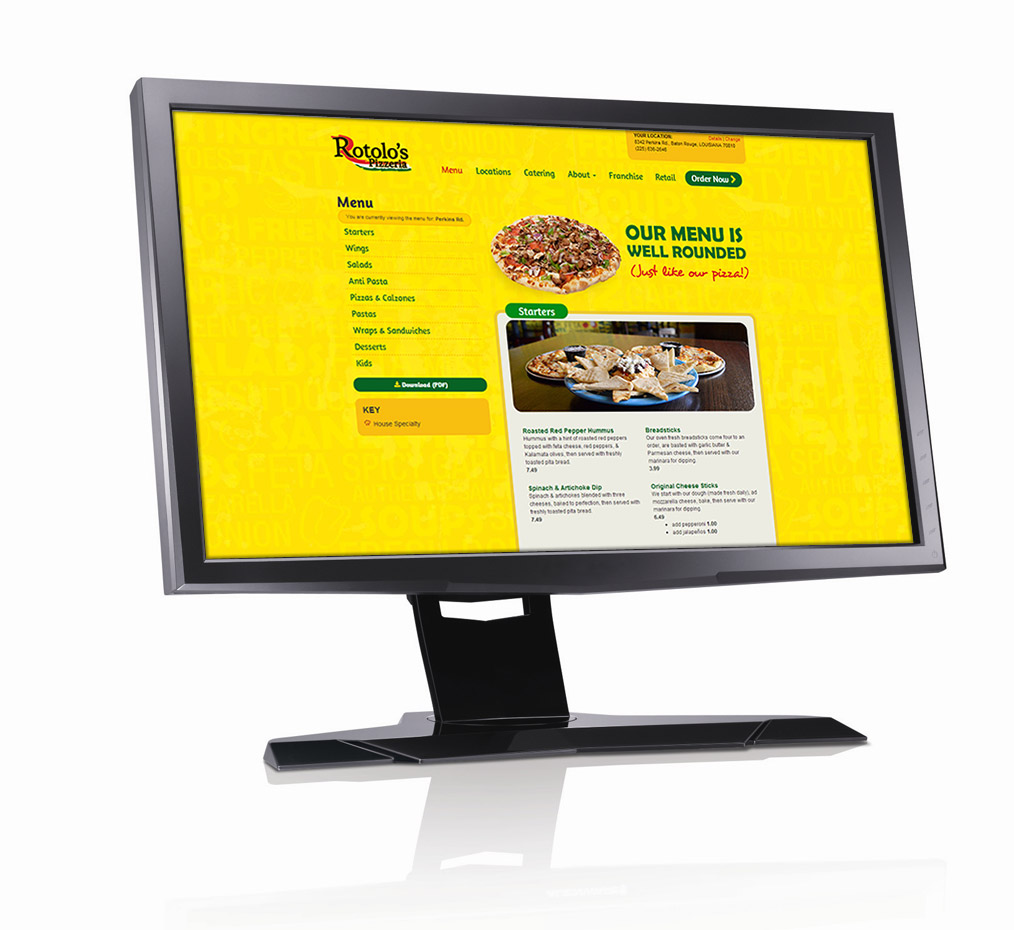 Rotolo's
Pizzeria
YOUR LOCATION:
Details | Change
6342 Perkins Rd., Baton Rouge, LOUISIANA 70810
Menu
Locations
Catering
About
Franchise
Retail
Order Now
Menu
You are currently viewing the menu for: Perkins Rd.
Starters
Wings
Salads
Anti Pasta
Pizzas & Calzones
Pastas
Wraps & Sandwiches
Desserts
Kids
Download (PDF)
KEY
House Specialty
OUR MENU IS
WELL ROUNDED
(Just like our pizza!)
Starters
Roasted Red Pepper Hummus
Hummus with a hint of roasted red peppers
topped with feta cheese, red peppers, &
Kalamata olives, then served with freshly
toasted pita bread.
7.49
Breadsticks
Our oven fresh breadsticks come four to an
order, are basted with garlic butter &
Parmesan cheese, then served with our
marinara for dipping.
3.99
Spinach & Artichoke Dip
Spinach & artichokes blended with three
cheeses, baked to perfection, then served with
freshly toasted pita bread.
7.49
Original Cheese Sticks
We start with our dough (made fresh daily), ad
mozzarella cheese, bake, then serve with our
marinara for dipping.
6.49
• add pepperoni 1.00
• add jalapeños 1.00